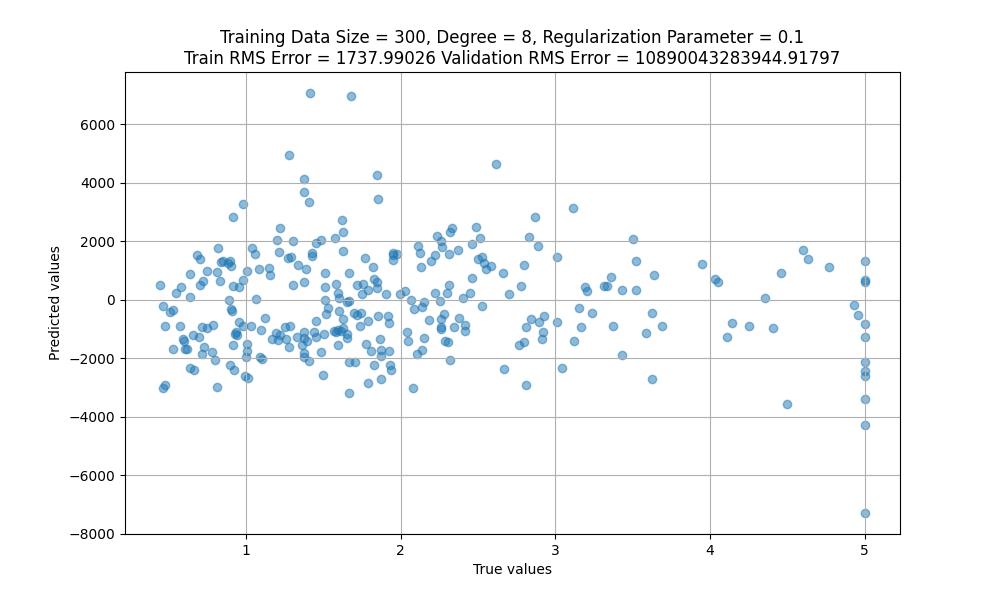 Training Data Size = 300, Degree = 8, Regularization Parameter = 0.1
Train RMS Error = 1737.99026 Validation RMS Error = 10890043283944.91797
6000
4000
2000
0
−2000
−4000
−6000
−8000
Predicted values
1 2 3 4 5
True values